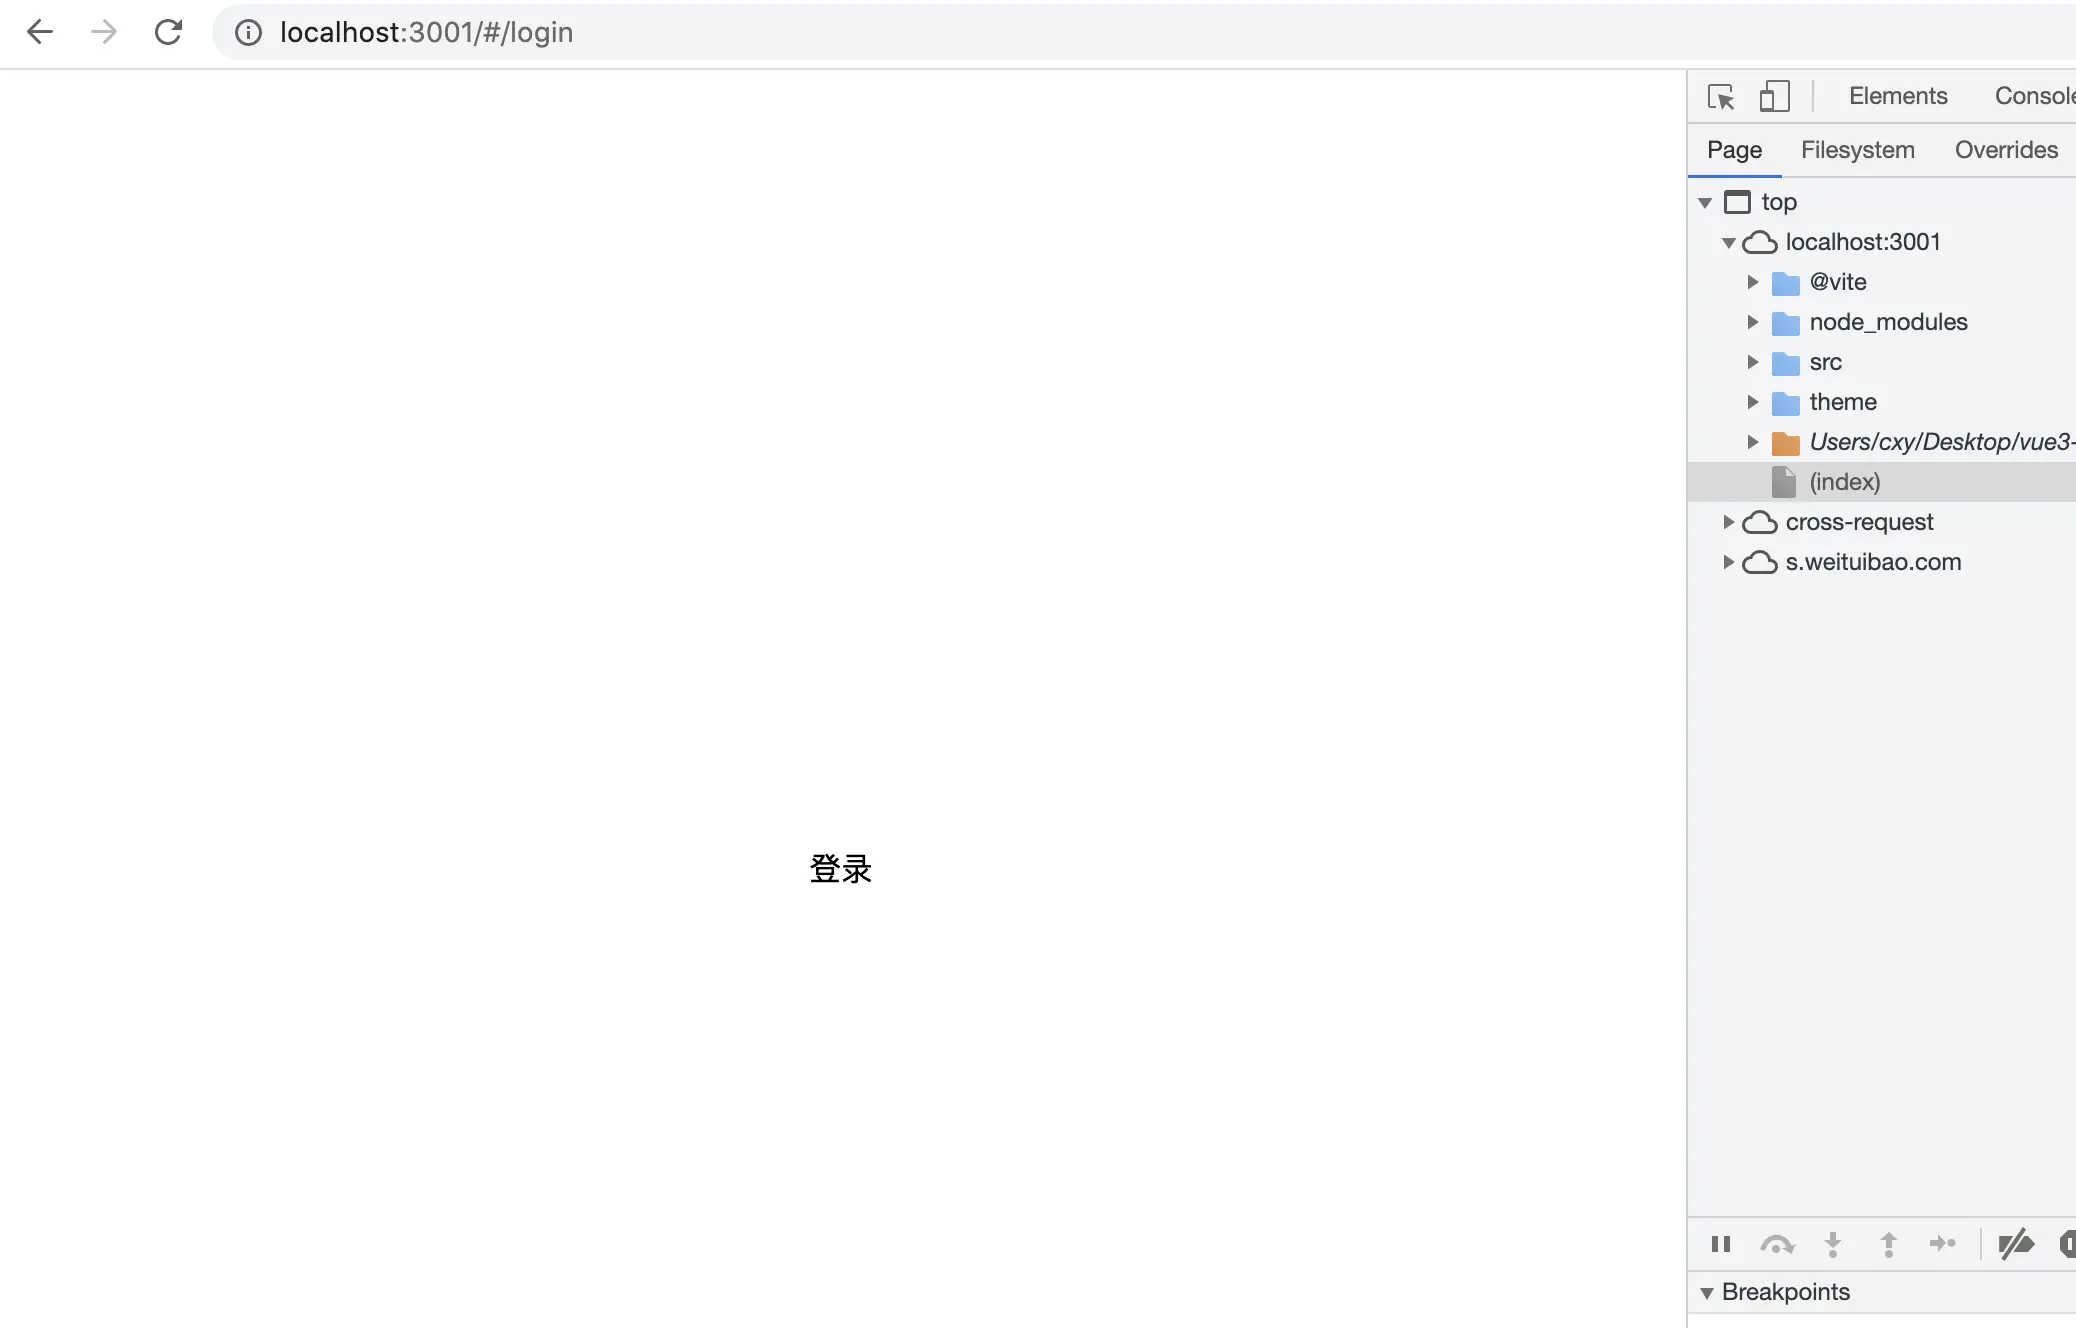 localhost:3001/#/login
Elements Console
Page Filesystem Overrides
top
localhost:3001
@vite
node_modules
src
theme
Users/cxy/Desktop/vue3-
(index)
cross-request
s.weituibao.com
登录
Breakpoints